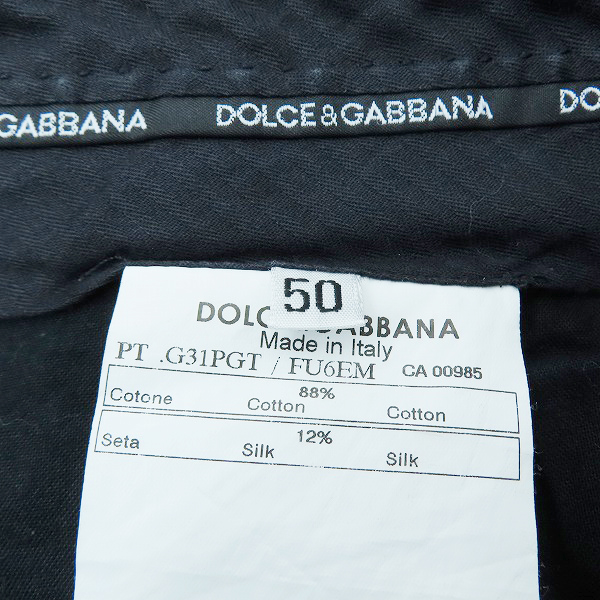 GABBANA DOLCE&GABBANA DO
50
DOLC GABBANA
Made in Italy
PT .G31PGT / FU6EM CA 00985
88%
Cotone Cotton Cotton
12%
Seta Silk Silk